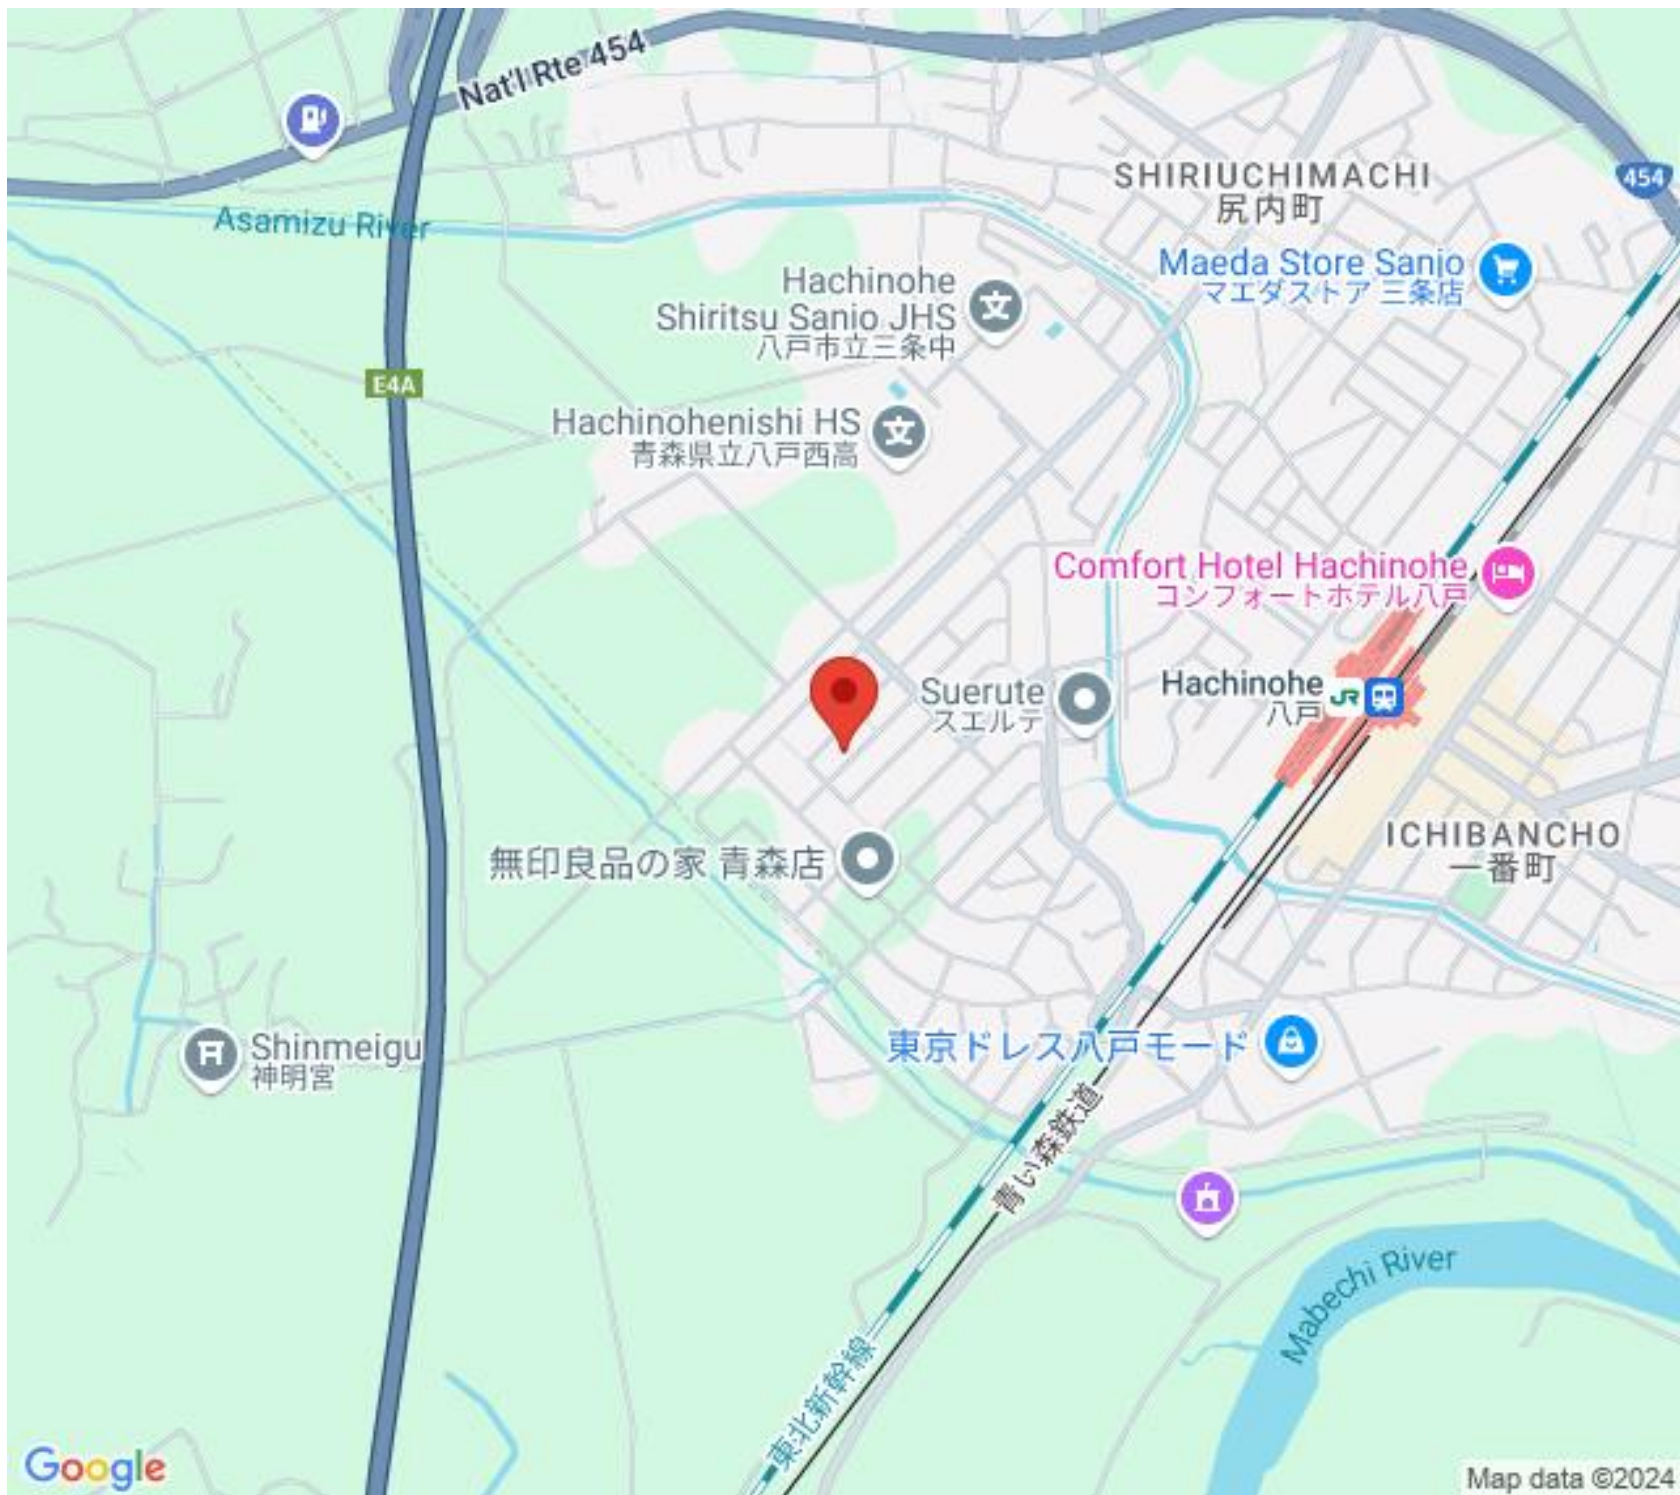 Nat'l Rte 454
SHIRIUCHIMACHI
尻内町
454
Asamizu River
Maeda Store Sanjo
マエダストア 三条店
Hachinohe
Shiritsu Sanjo JHS
八戸市立三条中
E4A
Hachinohenishi HS
青森県立八戸西高
文
文
Comfort Hotel Hachinohe
コンフォートホテル八戸
Suerute
スエルテ
Hachinohe
八戸
JR
ICHIBANCHO
一番町
無印良品の家 青森店
Shinmeigu
神明宮
東京ドレス八戸モード
青い森鉄道
Mabechi River
東北新幹線
Google
Map data ©2024